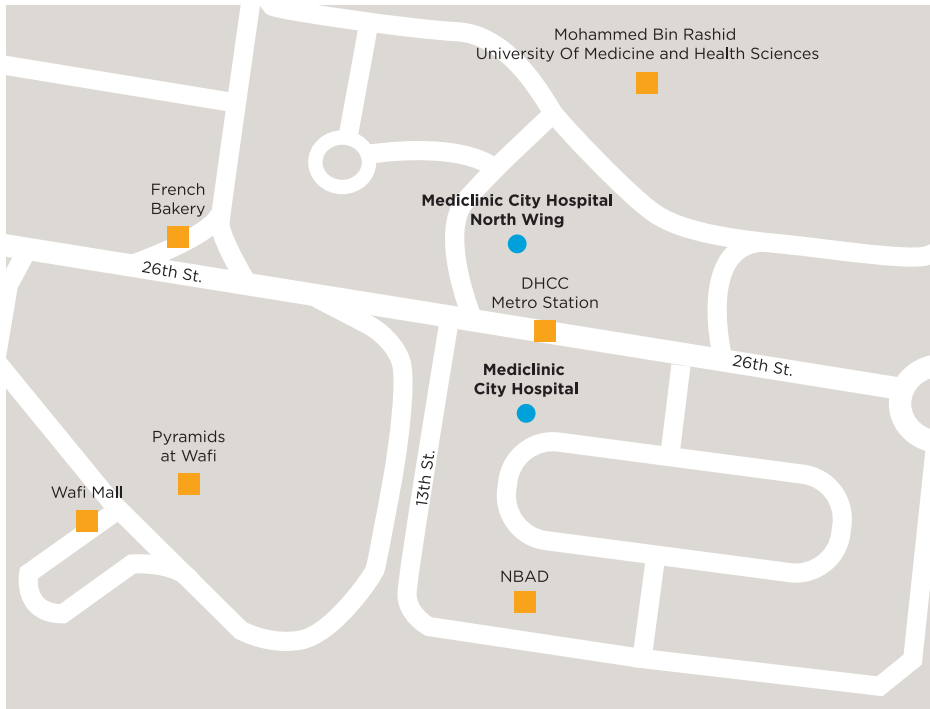 Mohammed Bin Rashid
University Of Medicine and Health Sciences
French
Bakery
Mediclinic City Hospital
North Wing
26th St.
DHCC
Metro Station
26th St.
Mediclinic
City Hospital
Pyramids
at Wafi
13th St.
Wafi Mall
NBAD